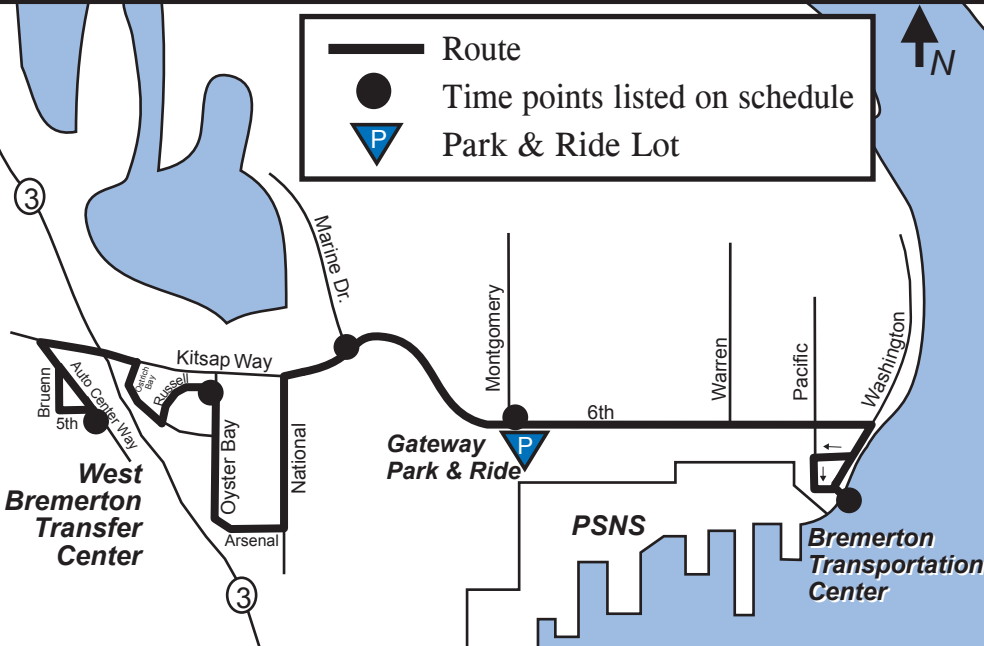 Route
Time points listed on schedule
P
Park & Ride Lot
N
3
Marine Dr.
Montgomery
Warren
Pacific
Washington
Kitsap Way
Ostrich
Bay
Russell
Bruenn
Auto Center Way
5th
Oyster Bay
National
Arsenal
6th
P
Gateway
Park & Ride
West
Bremerton
Transfer
Center
PSNS
Bremerton
Transportation
Center
3